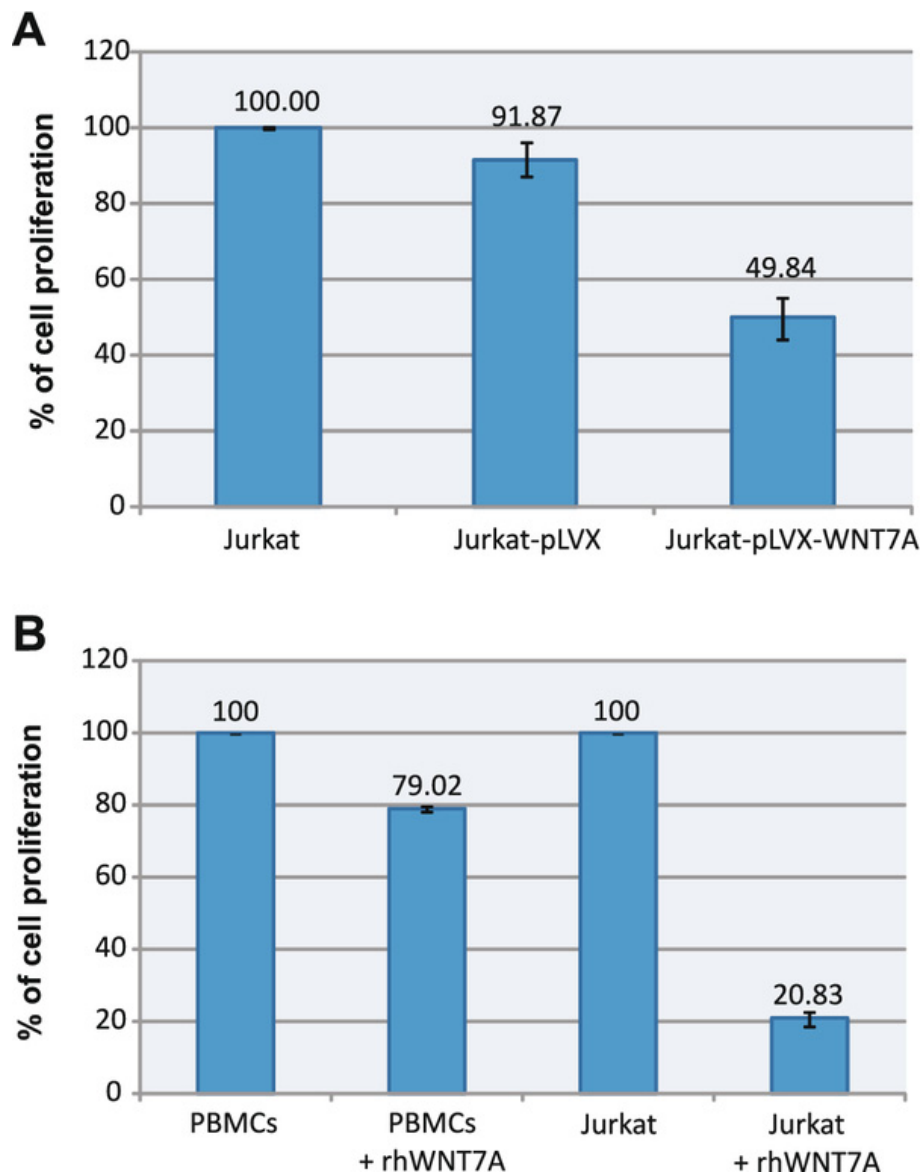 A
% of cell proliferation
120
100
80
60
40
20
0
100.00
91.87
49.84
Jurkat
Jurkat-pLVX
Jurkat-pLVX-WNT7A
B
% of cell proliferation
120
100
80
60
40
20
0
100
79.02
100
20.83
PBMCs
PBMCs
+ rhWNT7A
Jurkat
Jurkat
+ rhWNT7A